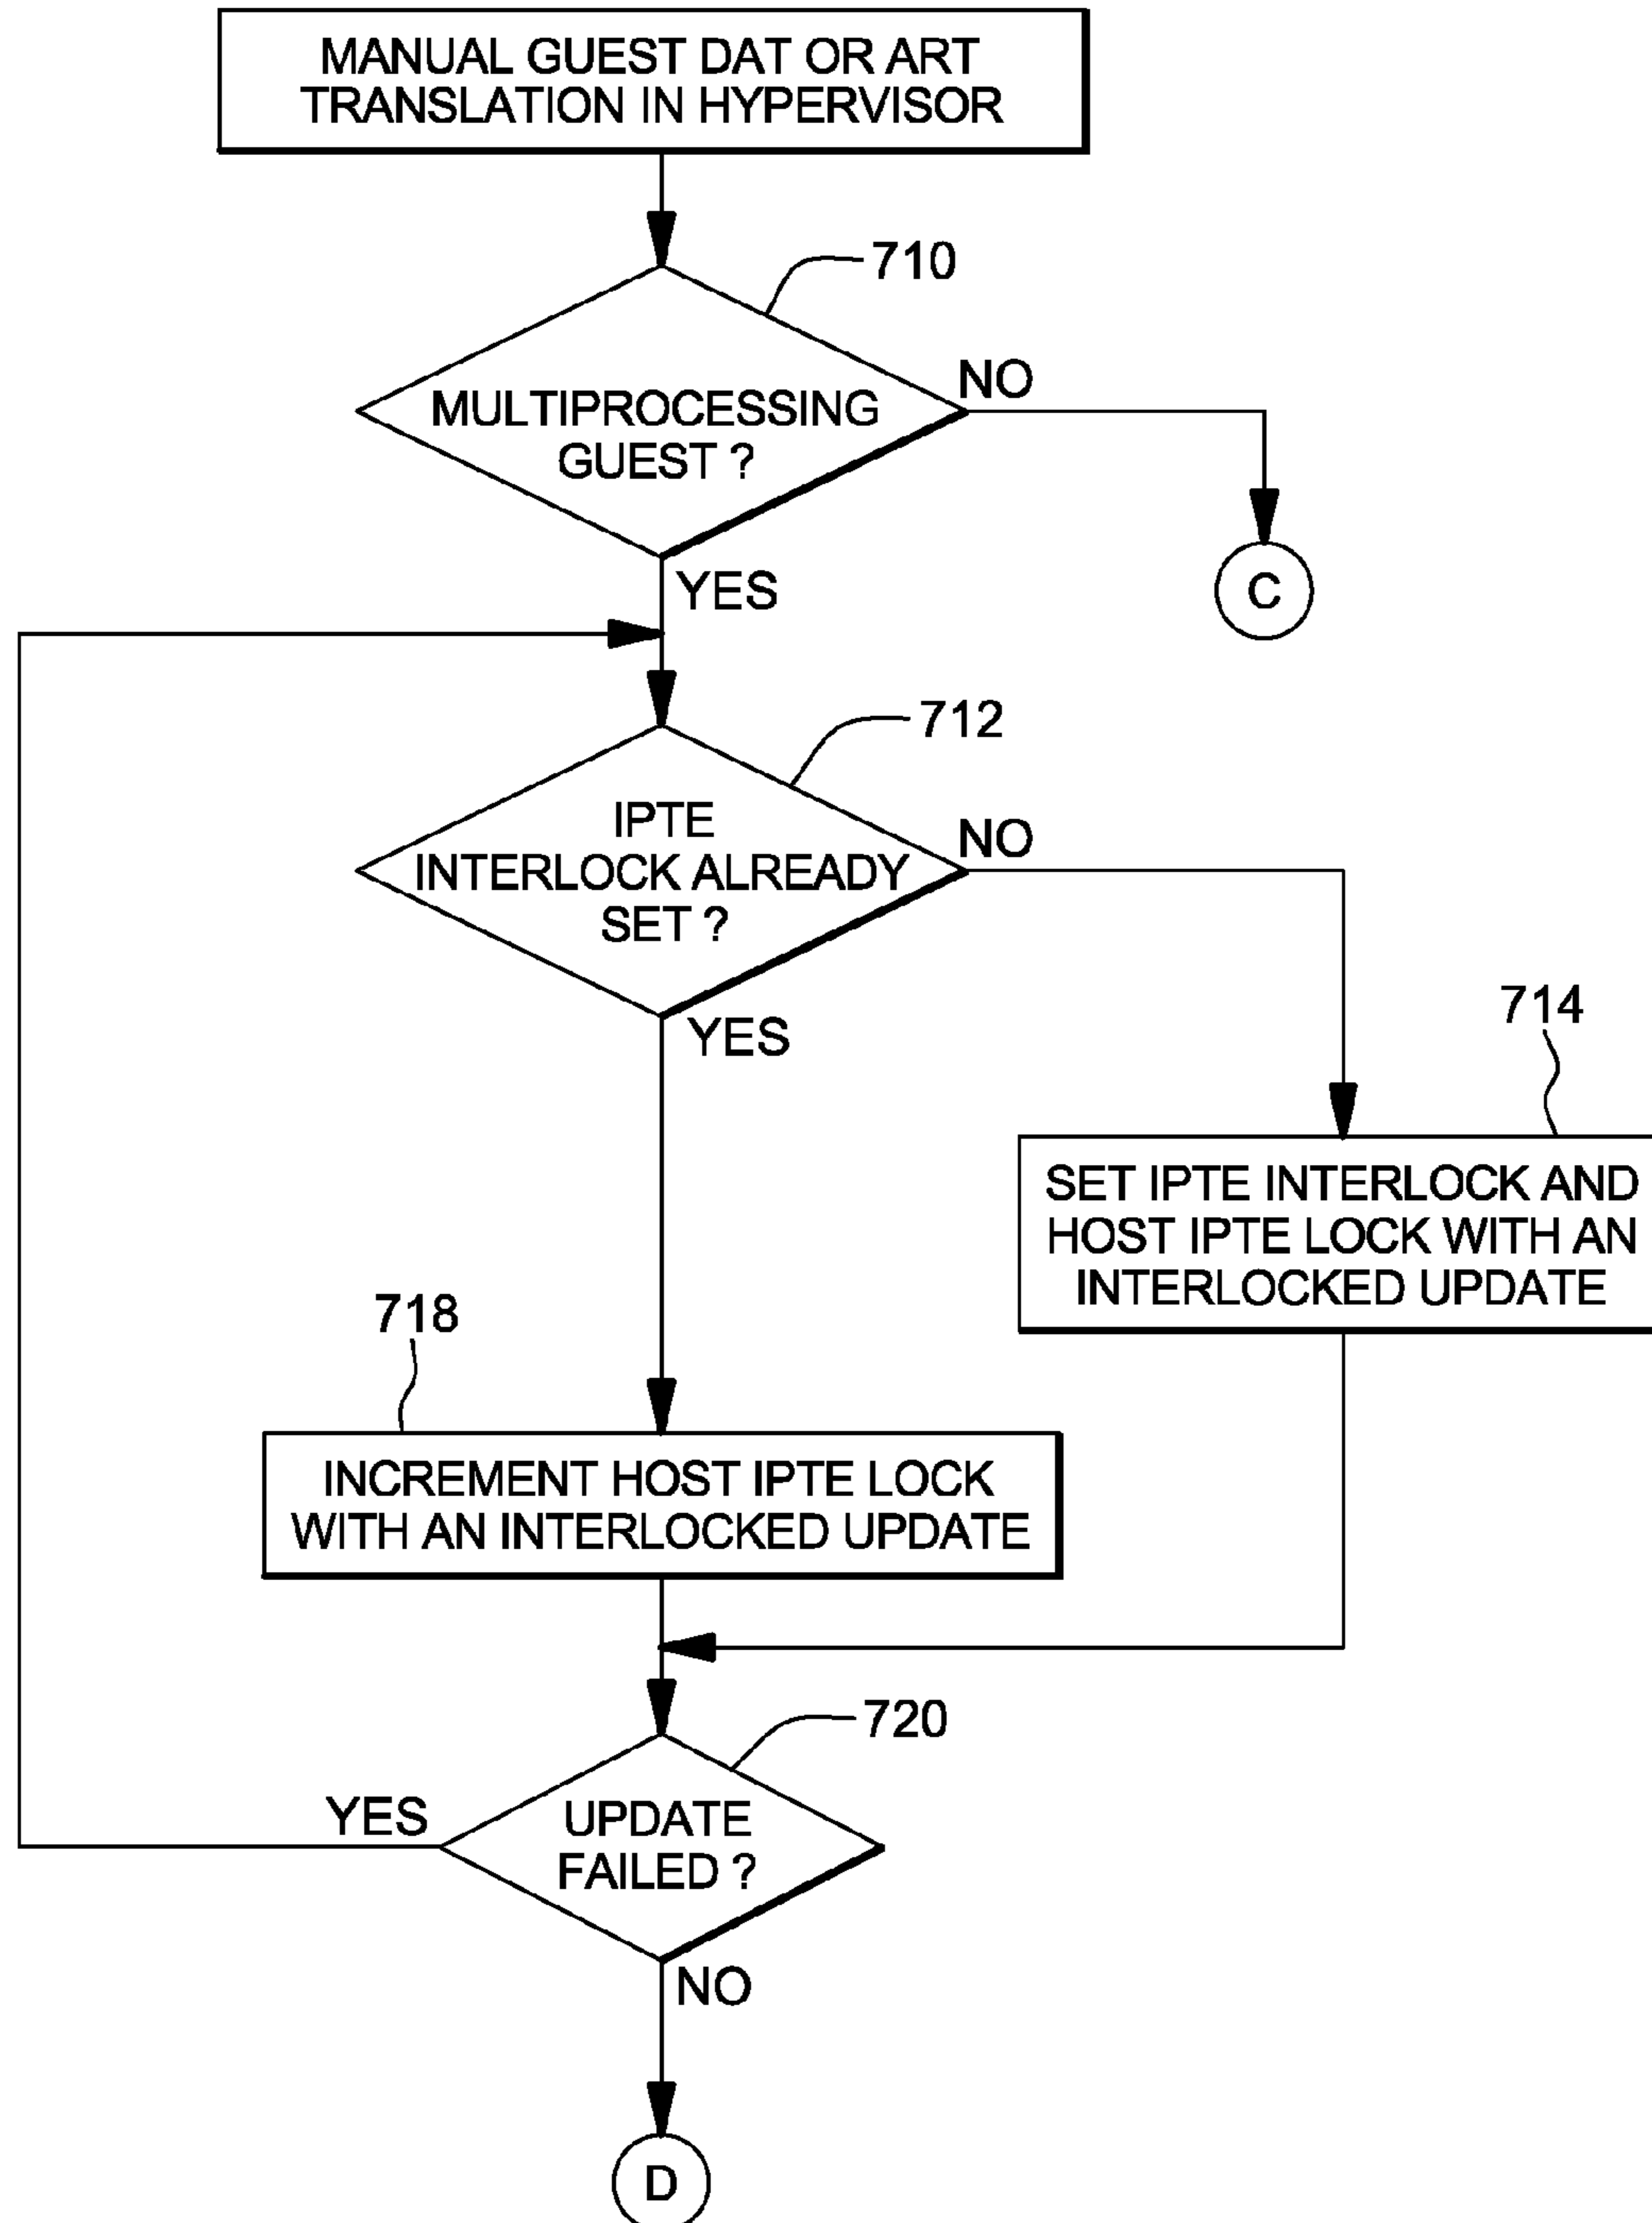 MANUAL GUEST DAT OR ART
TRANSLATION IN HYPERVISOR
710
MULTIPROCESSING
GUEST ?
NO
YES
C
712
IPTE
INTERLOCK ALREADY
SET ?
NO
YES
714
SET IPTE INTERLOCK AND
HOST IPTE LOCK WITH AN
INTERLOCKED UPDATE
718
INCREMENT HOST IPTE LOCK
WITH AN INTERLOCKED UPDATE
720
UPDATE
FAILED ?
YES
NO
D